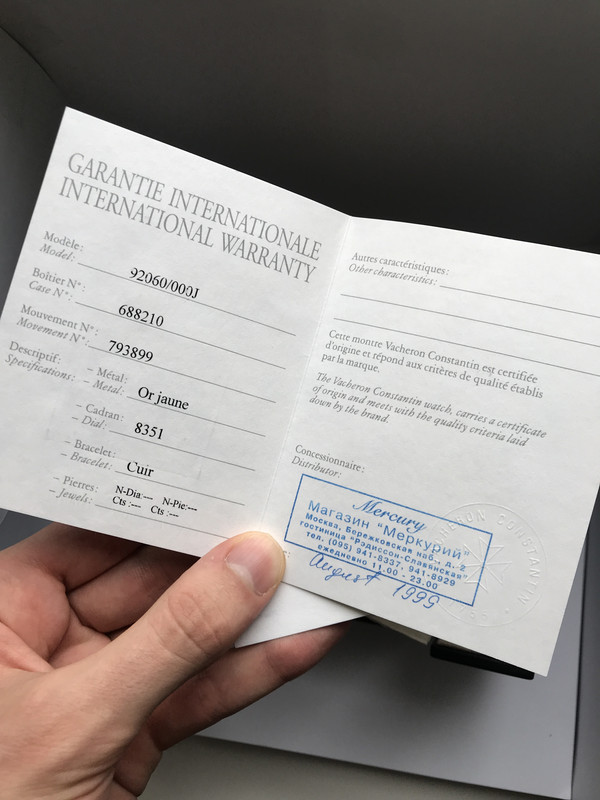 GARANTIE INTERNATIONALE
INTERNATIONAL WARRANTY
Modèle:
Model:
92060/000J
Boîtier N°:
Case N°:
688210
Mouvement N°:
Movement N°:
793899
Descriptif:
Specifications:
– Métal:
– Metal:
Or jaune
– Cadran:
– Dial:
8351
– Bracelet:
– Bracelet:
Cuir
– Pierres:
– Jewels:
N-Dia:--- N-Pie:---
Cts :--- Cts :---
Autres caractéristiques:
Other characteristics:
Cette montre Vacheron Constantin est certifiée
d'origine et répond aux critères de qualité établis
par la marque.
The Vacheron Constantin watch, carries a certificate
of origin and meets with the quality criteria laid
down by the brand.
Concessionnaire:
Distributor:
Mercury
Магазин "Меркурий"
Москва, Бережковская наб., д. 2
гостиница "Рэдиссон-Славянская"
тел. (095) 941-8337, 941-8929
ежедневно 11.00 - 23.00
August 1999
VACHERON CONSTANTIN